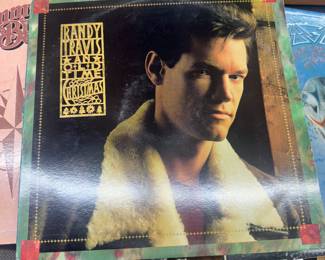 RANDY
TRAVIS
AN
OLD
TIME
CHRISTMAS